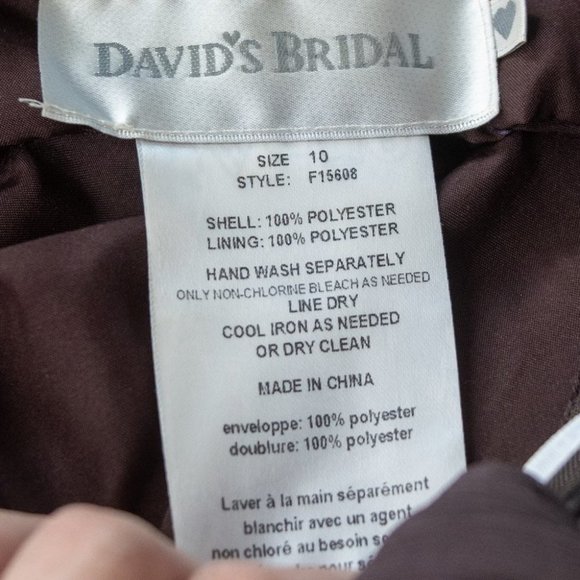 DAVID'S BRIDAL
SIZE 10
STYLE: F15608
SHELL: 100% POLYESTER
LINING: 100% POLYESTER
HAND WASH SEPARATELY
ONLY NON-CHLORINE BLEACH AS NEEDED
LINE DRY
COOL IRON AS NEEDED
OR DRY CLEAN
MADE IN CHINA
enveloppe: 100% polyester
doublure: 100% polyester
Laver à la main séparément
blanchir avec un agent
non chloré au besoin
pour